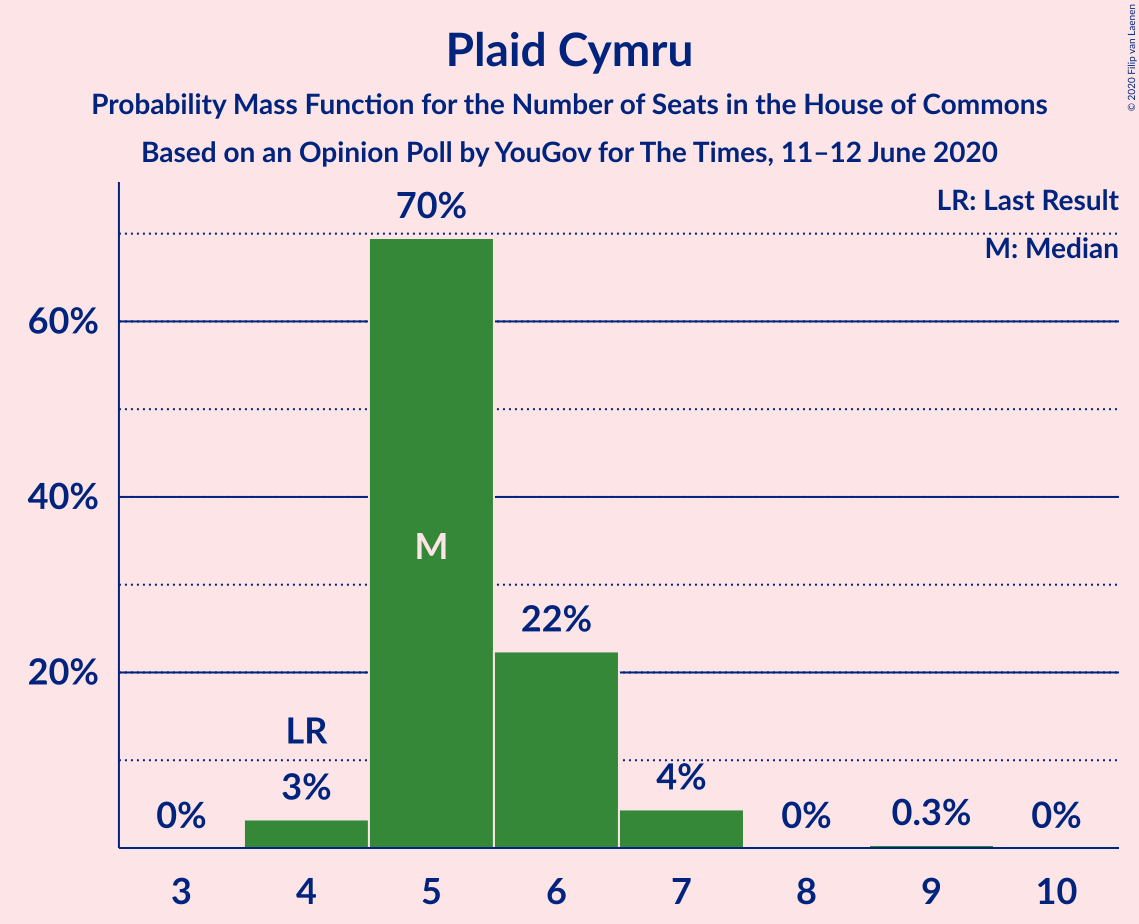 Plaid Cymru
Probability Mass Function for the Number of Seats in the House of Commons
Based on an Opinion Poll by YouGov for The Times, 11–12 June 2020
© 2020 Filip van Laenen
LR: Last Result
M: Median
60%
40%
20%
0%
LR
3%
70%
M
22%
4%
0%
0.3%
0%
3
4
5
6
7
8
9
10